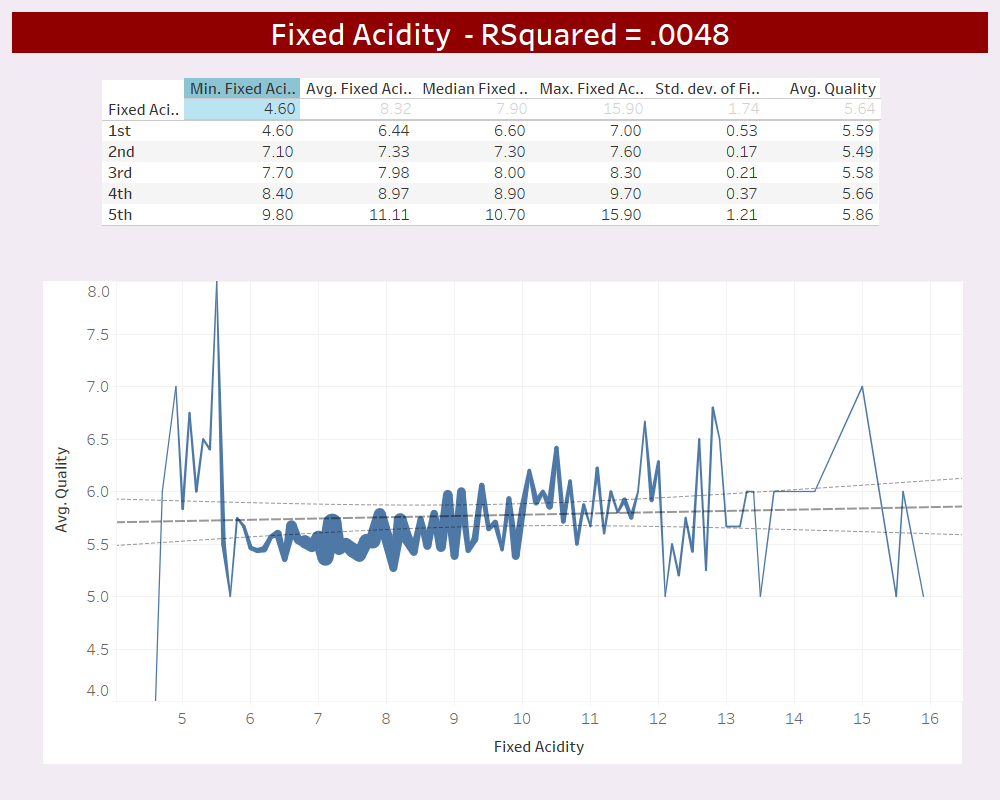 Fixed Acidity - RSquared = .0048
Min. Fixed Aci.. Avg. Fixed Aci.. Median Fixed .. Max. Fixed Ac.. Std. dev. of Fi.. Avg. Quality
Fixed Aci.. 4.60 8.32 7.90 15.90 1.74 5.64
1st 4.60 6.44 6.60 7.00 0.53 5.59
2nd 7.10 7.33 7.30 7.60 0.17 5.49
3rd 7.70 7.98 8.00 8.30 0.21 5.58
4th 8.40 8.97 8.90 9.70 0.37 5.66
5th 9.80 11.11 10.70 15.90 1.21 5.86
8.0
7.5
7.0
6.5
6.0
5.5
5.0
4.5
4.0
Avg. Quality
5 6 7 8 9 10 11 12 13 14 15 16
Fixed Acidity